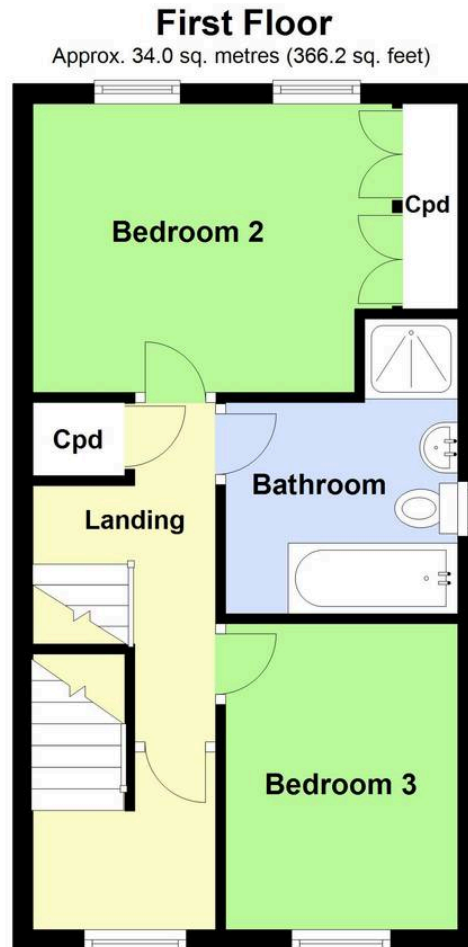 First Floor
Approx. 34.0 sq. metres (366.2 sq. feet)
Bedroom 2
Cpd
Cpd
Bathroom
Landing
Bedroom 3